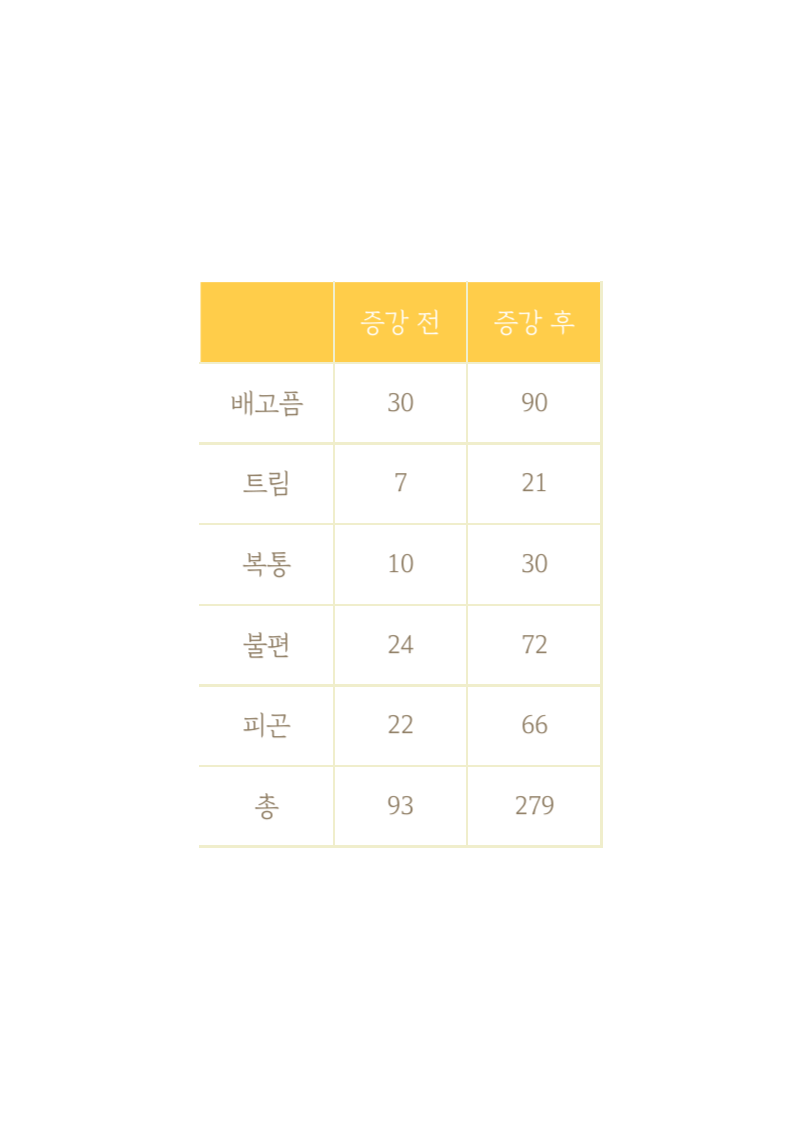 증강 전 증강 후
배고픔 30 90
트림 7 21
복통 10 30
불편 24 72
피곤 22 66
총 93 279